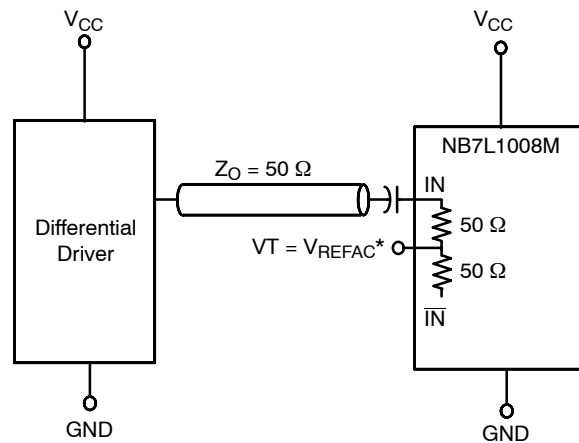 VCC
VCC
NB7L1008M
ZO = 50 Ω
IN
50 Ω
Differential
Driver
VT = VREFAC*
50 Ω
IN
GND
GND